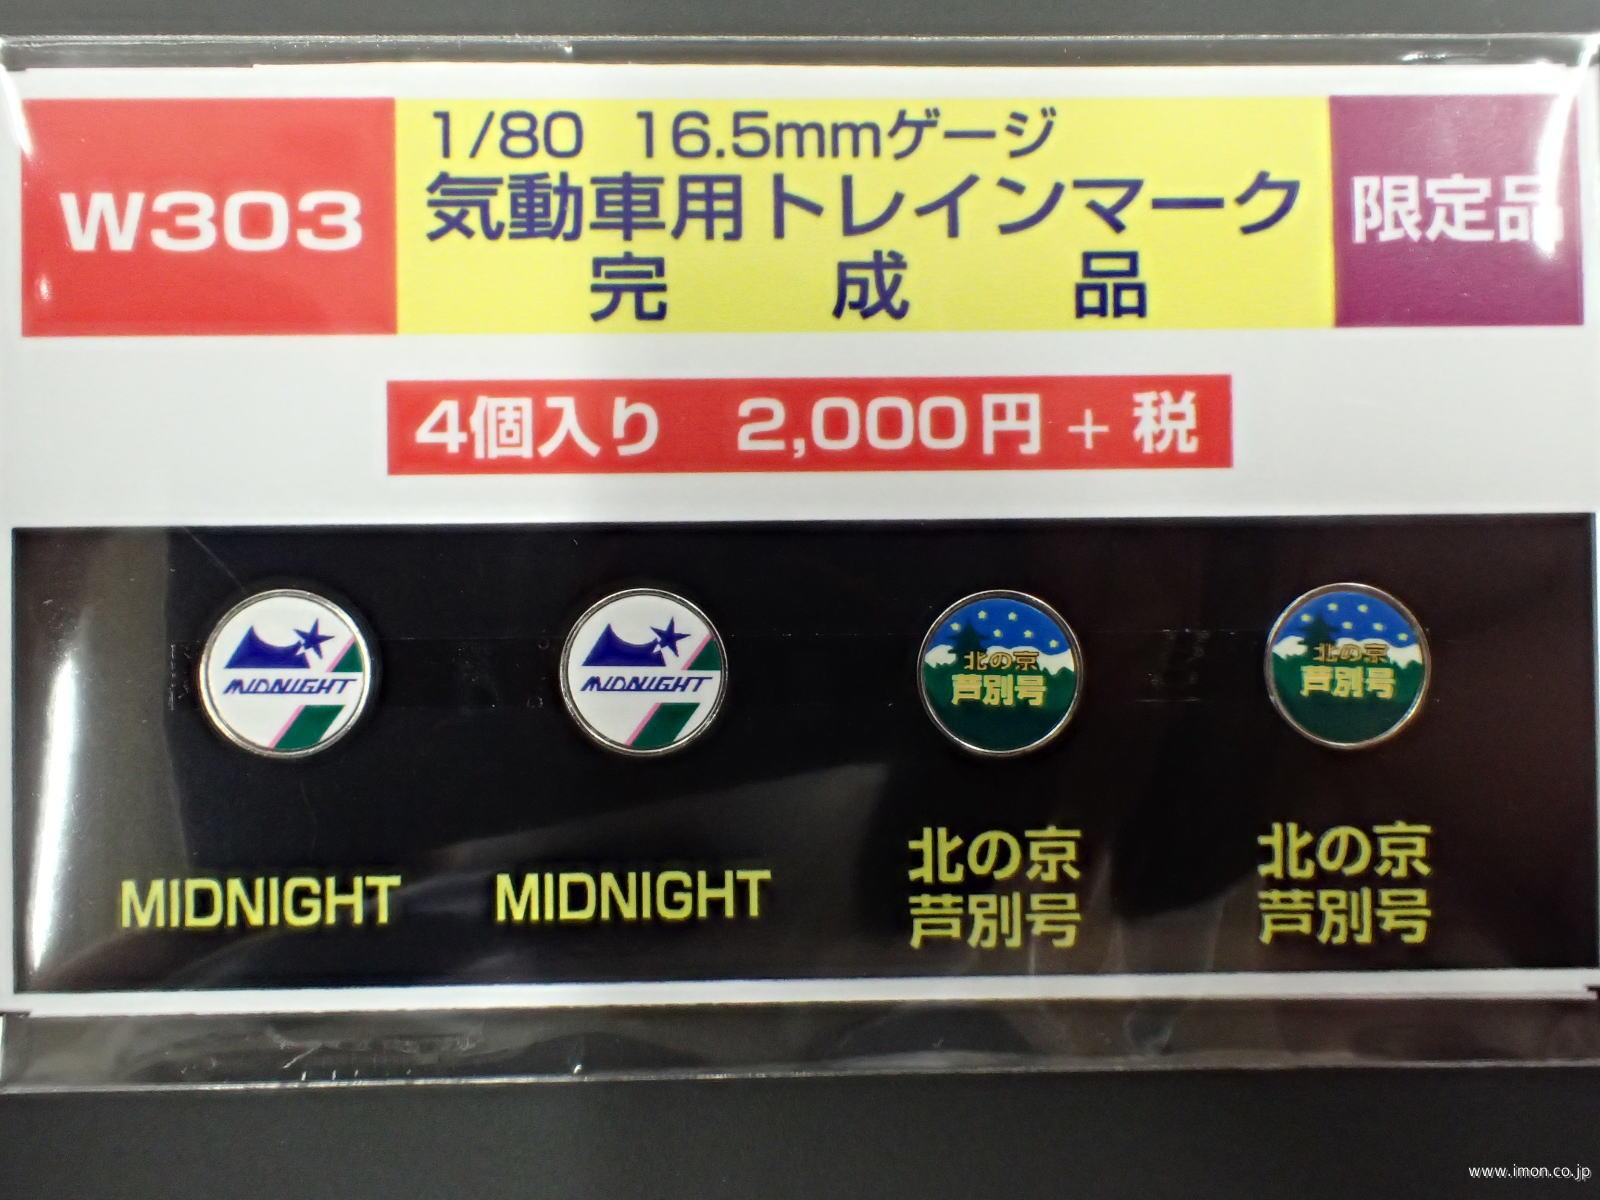 W303
1/80 16.5mmゲージ
気動車用トレインマーク
完成品
限定品
4個入り 2,000円+税
MIDNIGHT
MIDNIGHT
北の京
芦別号
北の京
芦別号
MIDNIGHT
MIDNIGHT
北の京
芦別号
北の京
芦別号
www.imon.co.jp